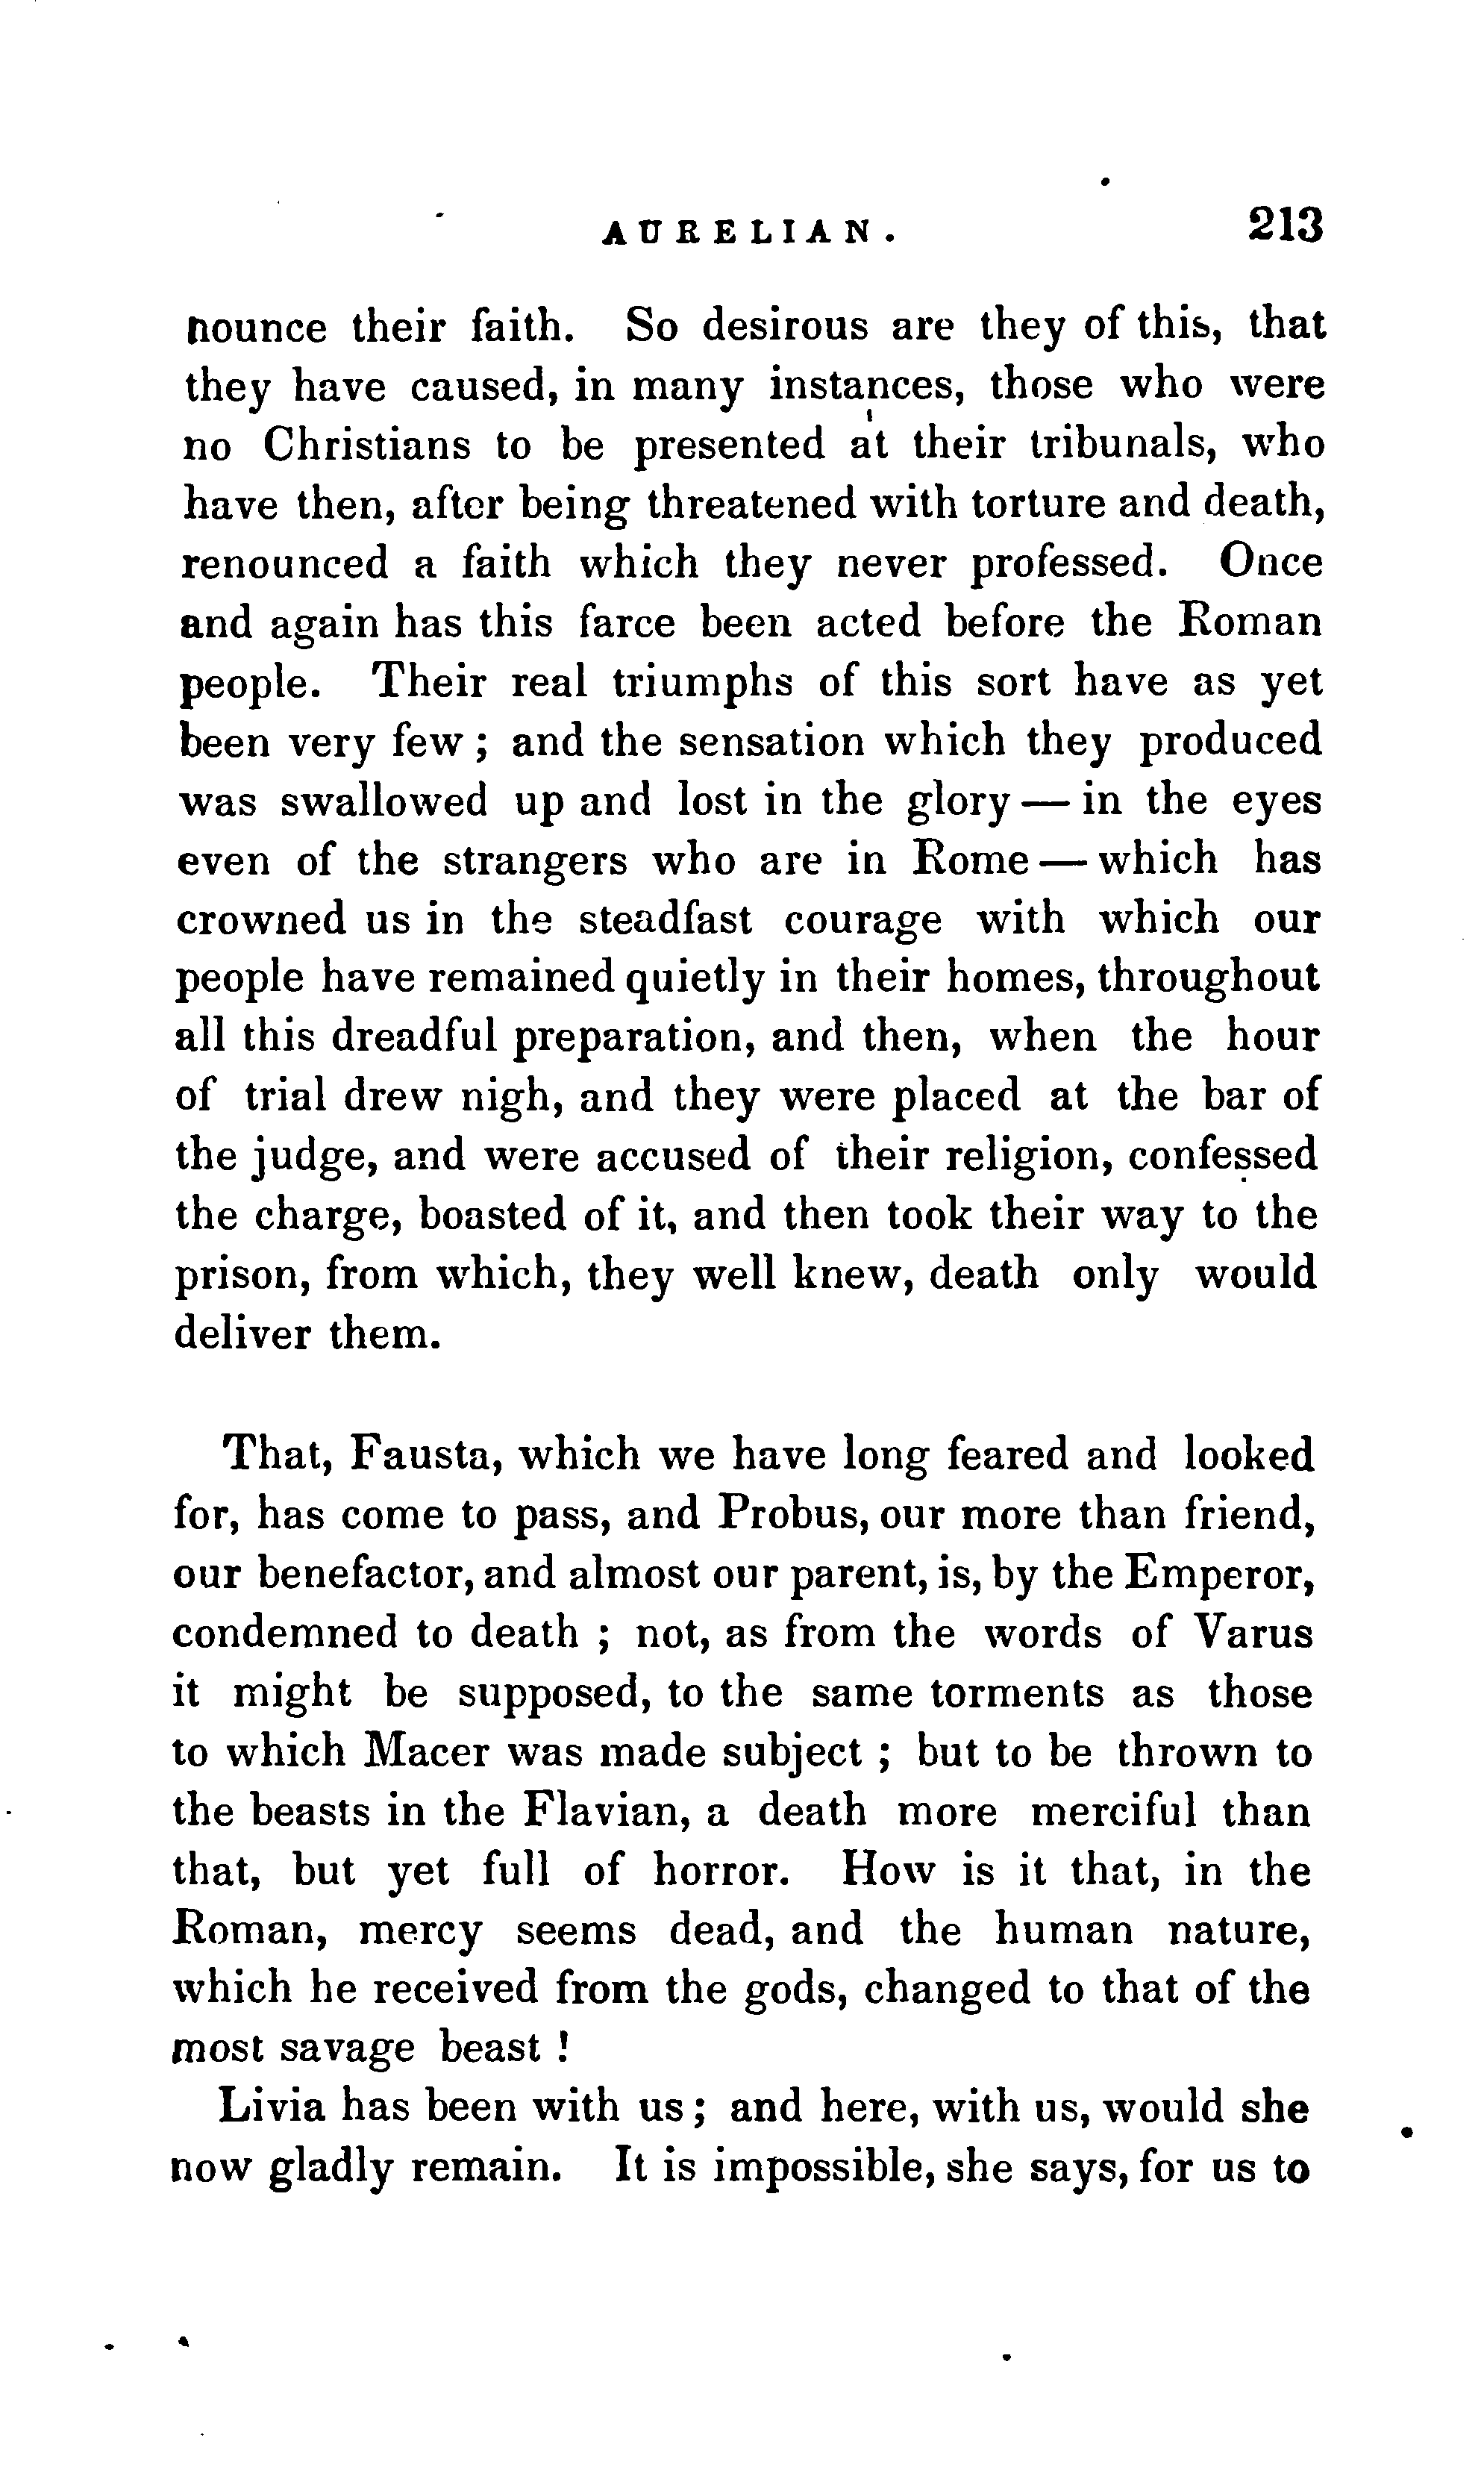 AURELIAN. 213
nounce their faith. So desirous are they of this, that
they have caused, in many instances, those who were
no Christians to be presented at their tribunals, who
have then, after being threatened with torture and death,
renounced a faith which they never professed. Once
and again has this farce been acted before the Roman
people. Their real triumphs of this sort have as yet
been very few ; and the sensation which they produced
was swallowed up and lost in the glory — in the eyes
even of the strangers who are in Rome — which has
crowned us in the steadfast courage with which our
people have remained quietly in their homes, throughout
all this dreadful preparation, and then, when the hour
of trial drew nigh, and they were placed at the bar of
the judge, and were accused of their religion, confessed
the charge, boasted of it, and then took their way to the
prison, from which, they well knew, death only would
deliver them.
That, Fausta, which we have long feared and looked
for, has come to pass, and Probus, our more than friend,
our benefactor, and almost our parent, is, by the Emperor,
condemned to death ; not, as from the words of Varus
it might be supposed, to the same torments as those
to which Macer was made subject ; but to be thrown to
the beasts in the Flavian, a death more merciful than
that, but yet full of horror. How is it that, in the
Roman, mercy seems dead, and the human nature,
which he received from the gods, changed to that of the
most savage beast !
Livia has been with us ; and here, with us, would she
now gladly remain. It is impossible, she says, for us to